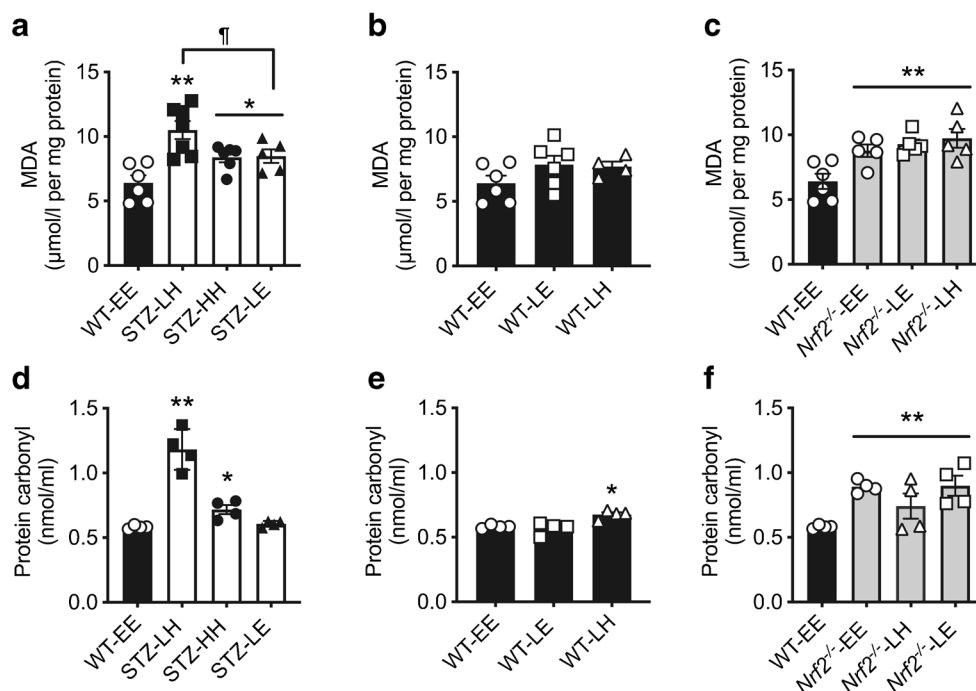 a
¶
**
*
MDA
(µmol/l per mg protein)
15
10
5
0
WT-EE
STZ-LH
STZ-HH
STZ-LE
b
MDA
(µmol/l per mg protein)
15
10
5
0
WT-EE
WT-LE
WT-LH
c
**
MDA
(µmol/l per mg protein)
15
10
5
0
WT-EE
Nrf2⁻/⁻-EE
Nrf2⁻/⁻-LE
Nrf2⁻/⁻-LH
d
**
*
Protein carbonyl
(nmol/ml)
1.5
1.0
0.5
0.0
WT-EE
STZ-LH
STZ-HH
STZ-LE
e
*
Protein carbonyl
(nmol/ml)
1.5
1.0
0.5
0.0
WT-EE
WT-LE
WT-LH
f
**
Protein carbonyl
(nmol/ml)
1.5
1.0
0.5
0.0
WT-EE
Nrf2⁻/⁻-EE
Nrf2⁻/⁻-LH
Nrf2⁻/⁻-LE